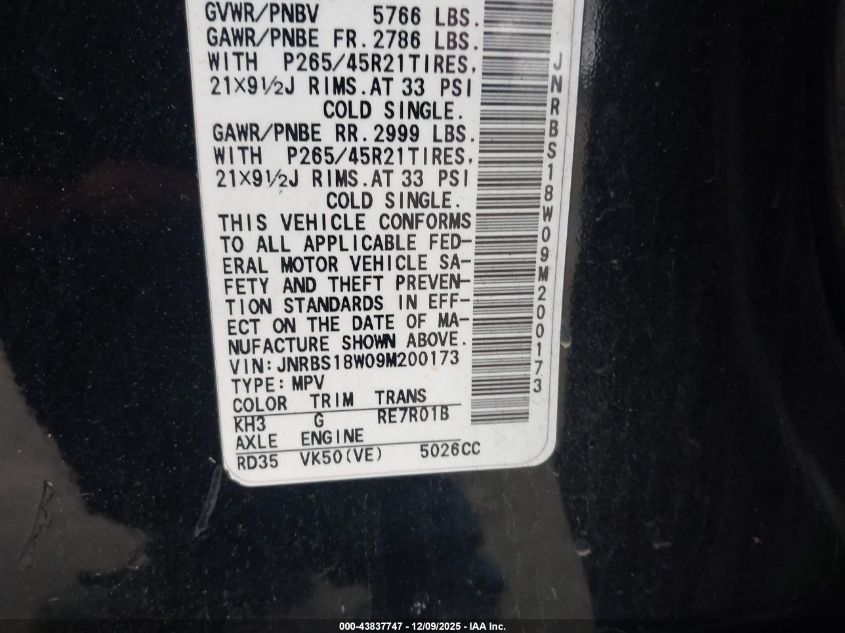 GVWR/PNBV 5766 LBS.
GAWR/PNBE FR. 2786 LBS.
WITH P265/45R21TIRES,
21×9½J RIMS.AT 33 PSI
COLD SINGLE.
GAWR/PNBE RR. 2999 LBS.
WITH P265/45R21TIRES,
21×9½J RIMS.AT 33 PSI
COLD SINGLE.
THIS VEHICLE CONFORMS
TO ALL APPLICABLE FED-
ERAL MOTOR VEHICLE SA-
FETY AND THEFT PREVEN-
TION STANDARDS IN EFF-
ECT ON THE DATE OF MA-
NUFACTURE SHOWN ABOVE.
VIN: JNRBS18W09M200173
TYPE: MPV
COLOR TRIM TRANS
KH3 G RE7R01B
AXLE ENGINE
RD35 VK50(VE) 5026CC
JNRBS18W09M200173
000-43837747 - 12/09/2025 - IAA Inc.